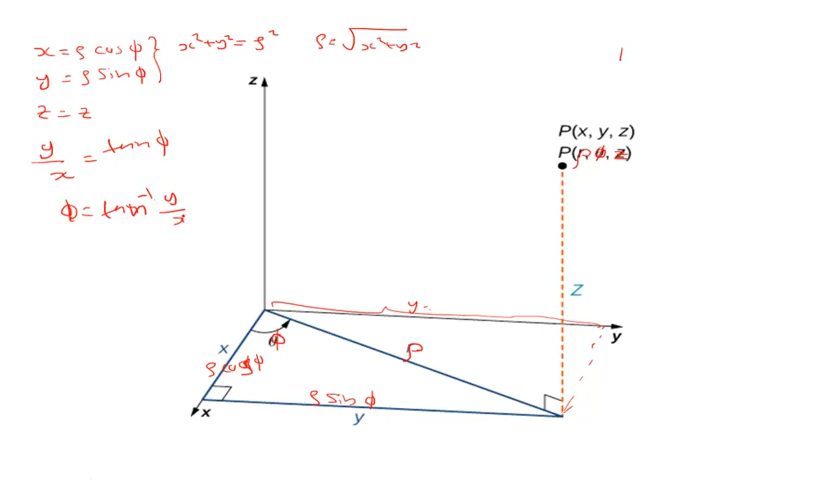 x = ρ cos ϕ } x²+y² = ρ² ρ = √x²+y²
y = ρ sin ϕ
z = z
y/x = tan ϕ
ϕ = tan⁻¹ y/x
z
P(x, y, z)
P(ρ, ϕ, z)
z
y
y
x
ϕ
ρ
ρ cos ϕ
ρ sin ϕ
x
y